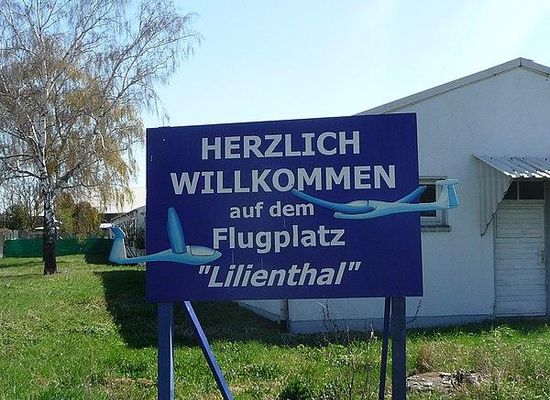 HERZLICH
WILLKOMMEN
auf dem
Flugplatz
"Lilienthal"